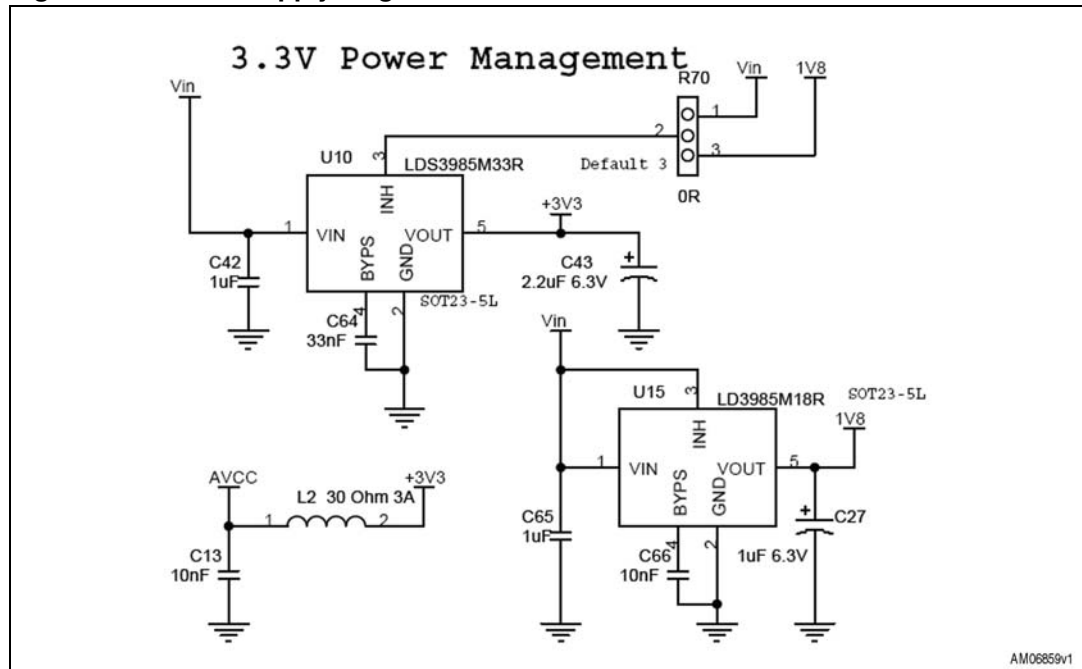 3.3V Power Management
Vin
R70
Vin
1V8
1
2
3
Default 3
0R
U10
3
LDS3985M33R
INH
+3V3
1
VIN
VOUT
5
BYPS
GND
C42
1uF
C43
2.2uF 6.3V
4
2
SOT23-5L
C64
33nF
Vin
U15
3
LD3985M18R
SOT23-5L
1V8
INH
1
VIN
VOUT
5
BYPS
GND
AVCC
+3V3
L2 30 Ohm 3A
1
2
C65
1uF
C27
4
2
C13
10nF
C66
10nF
1uF 6.3V
AM06859v1